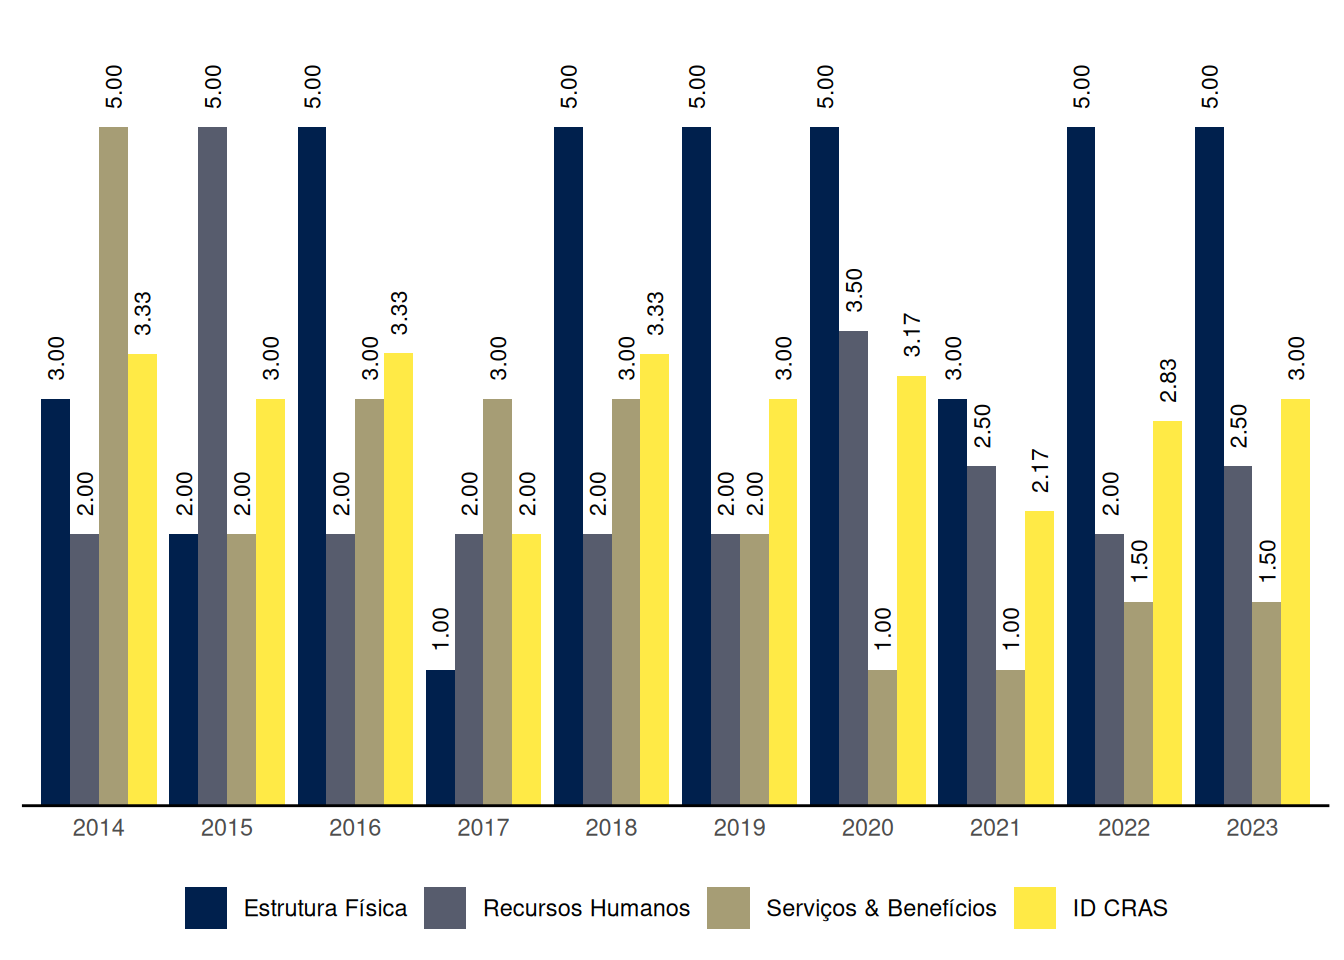 3.00 2.00 5.00 3.33 2.00 5.00 2.00 3.00 5.00 2.00 3.00 3.33 1.00 2.00 3.00 2.00 5.00 2.00 3.00 3.33 5.00 2.00 2.00 3.00 5.00 3.50 1.00 3.17 3.00 2.50 1.00 2.17 5.00 2.00 1.50 2.83 5.00 2.50 1.50 3.00
2014 2015 2016 2017 2018 2019 2020 2021 2022 2023
Estrutura Física Recursos Humanos Serviços & Benefícios ID CRAS